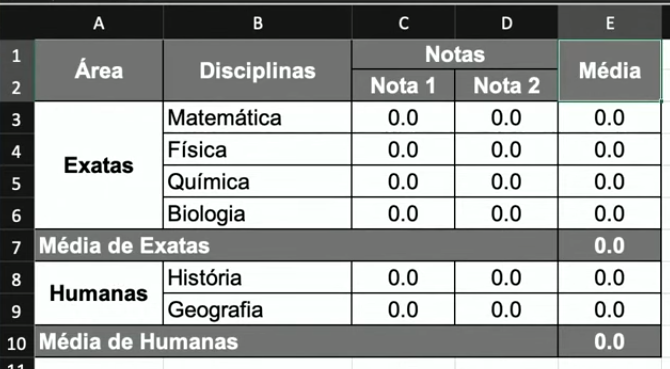 A B C D E
1 Área Disciplinas Notas Média
2 Nota 1 Nota 2
3 Exatas Matemática 0.0 0.0 0.0
4 Física 0.0 0.0 0.0
5 Química 0.0 0.0 0.0
6 Biologia 0.0 0.0 0.0
7 Média de Exatas 0.0
8 Humanas História 0.0 0.0 0.0
9 Geografia 0.0 0.0 0.0
10 Média de Humanas 0.0